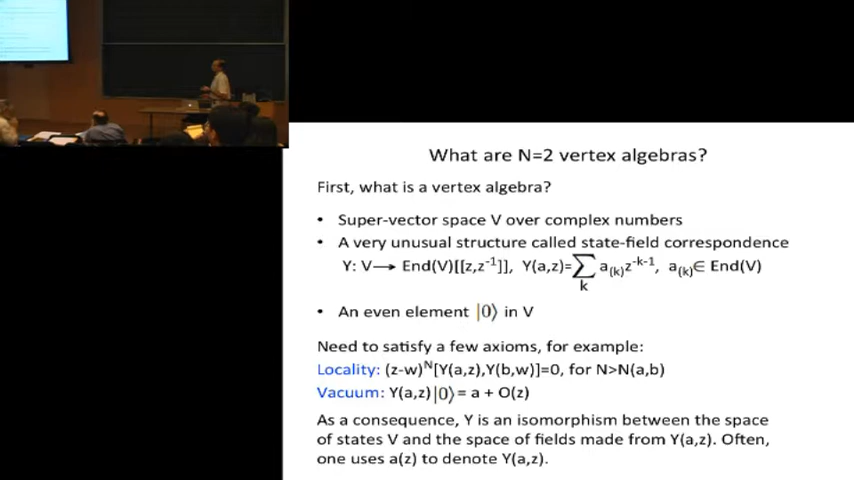 What are N=2 vertex algebras?
First, what is a vertex algebra?
• Super-vector space V over complex numbers
• A very unusual structure called state-field correspondence
Y: V⟶ End(V)[[z,z⁻¹]], Y(a,z)=∑ₖ a₍ₖ₎z⁻ᵏ⁻¹, a₍ₖ₎∈ End(V)
• An even element |0⟩ in V
Need to satisfy a few axioms, for example:
Locality: (z-w)ᴺ[Y(a,z),Y(b,w)]=0, for N>N(a,b)
Vacuum: Y(a,z)|0⟩= a + O(z)
As a consequence, Y is an isomorphism between the space
of states V and the space of fields made from Y(a,z). Often,
one uses a(z) to denote Y(a,z).